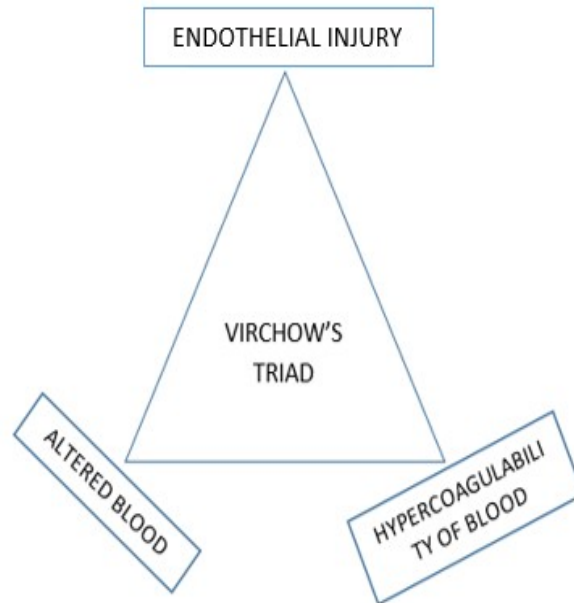 ENDOTHELIAL INJURY
VIRCHOW'S
TRIAD
ALTERED BLOOD
HYPERCOAGULABILI
TY OF BLOOD